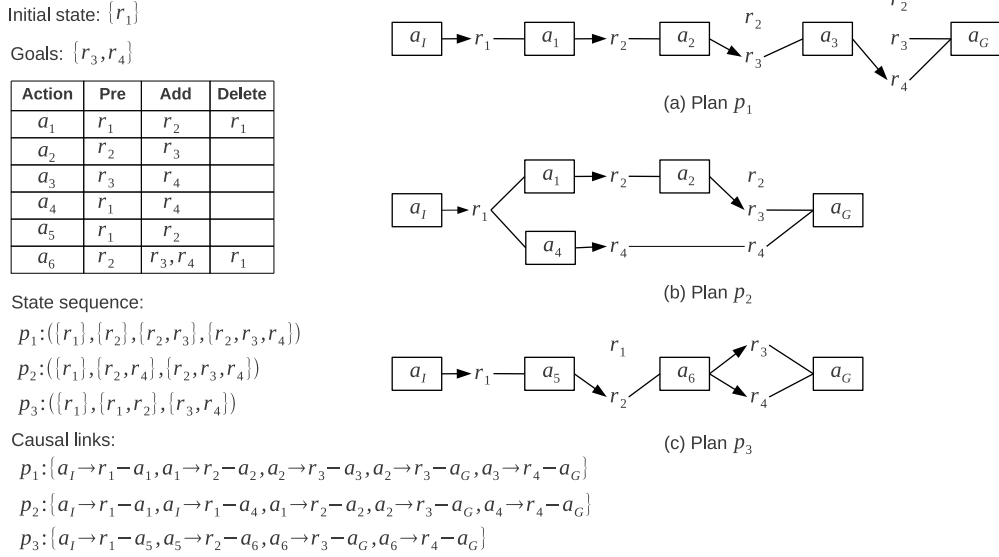 Initial state: {r1}
Goals: {r3, r4}
Action Pre Add Delete
a1 r1 r2 r1
a2 r2 r3
a3 r3 r4
a4 r1 r4
a5 r1 r2
a6 r2 r3, r4 r1
State sequence:
p1:({r1},{r2},{r2,r3},{r2,r3,r4})
p2:({r1},{r2,r4},{r2,r3,r4})
p3:({r1},{r1,r2},{r3,r4})
Causal links:
p1:{aI→r1−a1,a1→r2−a2,a2→r3−a3,a2→r3−aG,a3→r4−aG}
p2:{aI→r1−a1,aI→r1−a4,a1→r2−a2,a2→r3−aG,a4→r4−aG}
p3:{aI→r1−a5,a5→r2−a6,a6→r3−aG,a6→r4−aG}
r2 r2
aI r1 a1 r2 a2 r3 a3 r3 aG
r4
(a) Plan p1
a1 r2 a2 r2
aI r1 r3 aG
a4 r4 r4
(b) Plan p2
r1 r3
aI r1 a5 a6 aG
r2 r4
(c) Plan p3